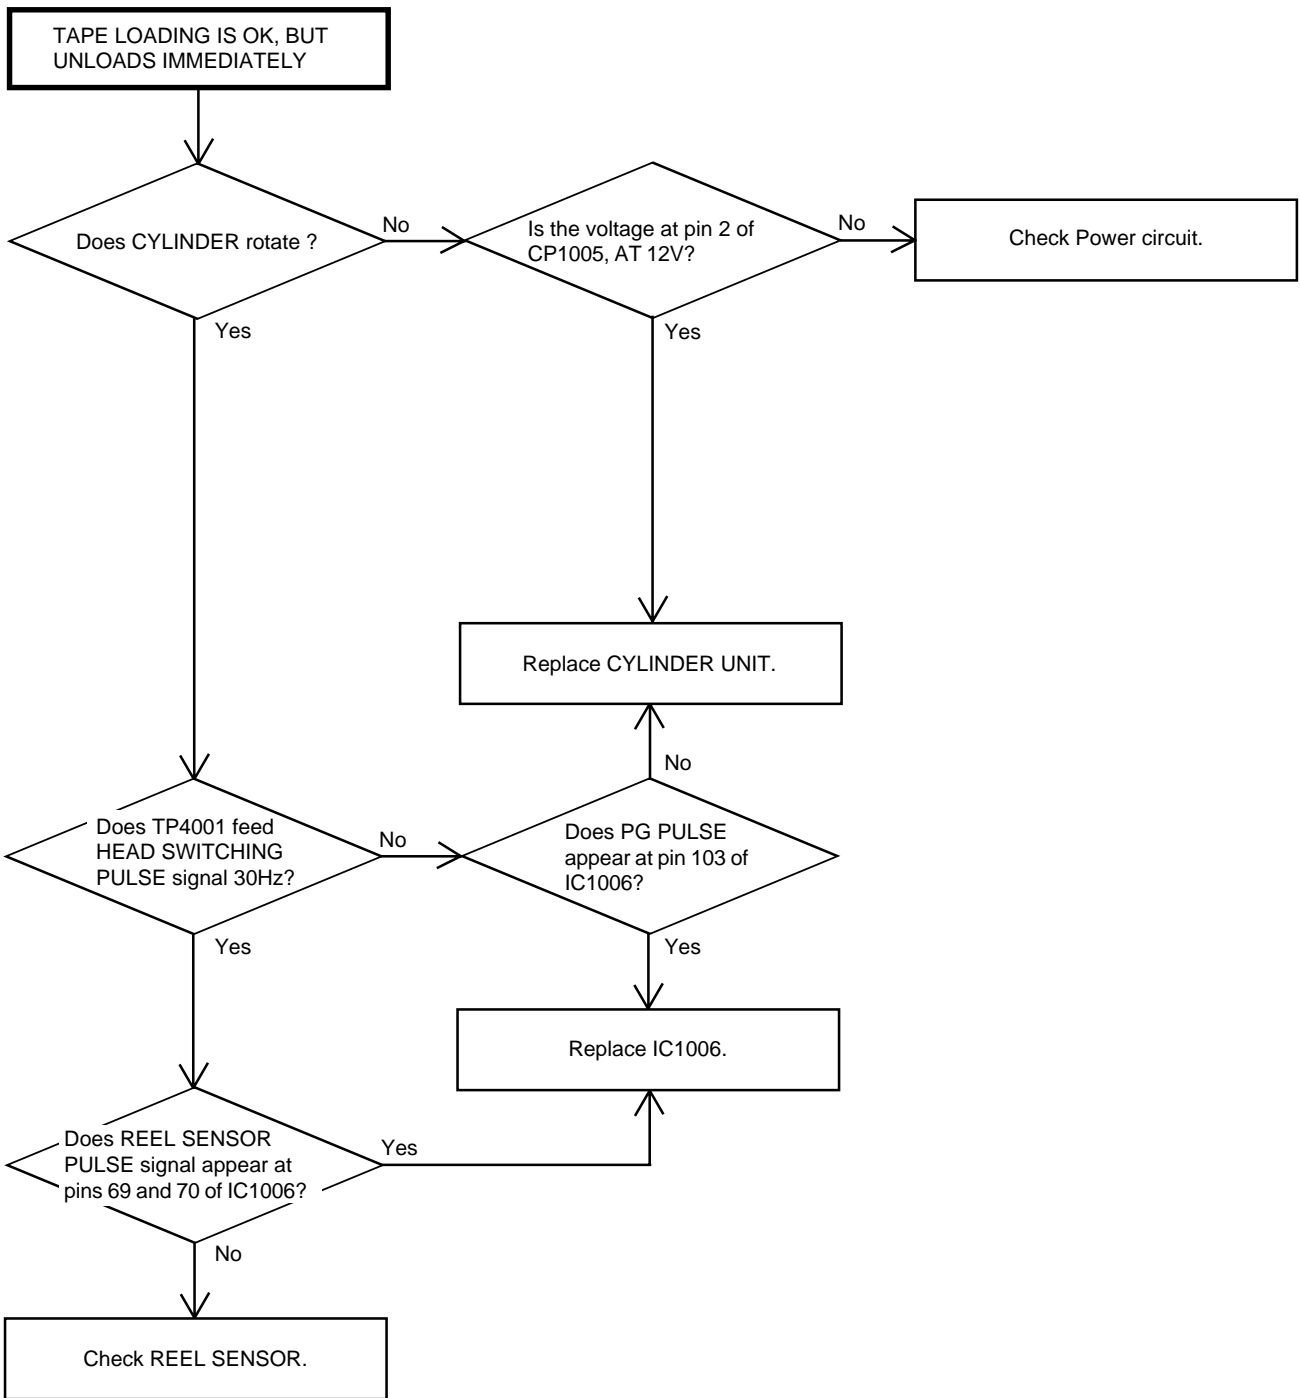 TAPE LOADING IS OK, BUT
UNLOADS IMMEDIATELY
Does CYLINDER rotate ?
No
Is the voltage at pin 2 of
CP1005, AT 12V?
No
Check Power circuit.
Yes
Yes
Replace CYLINDER UNIT.
No
Does TP4001 feed
HEAD SWITCHING
PULSE signal 30Hz?
No
Does PG PULSE
appear at pin 103 of
IC1006?
Yes
Yes
Replace IC1006.
Does REEL SENSOR
PULSE signal appear at
pins 69 and 70 of IC1006?
Yes
No
Check REEL SENSOR.